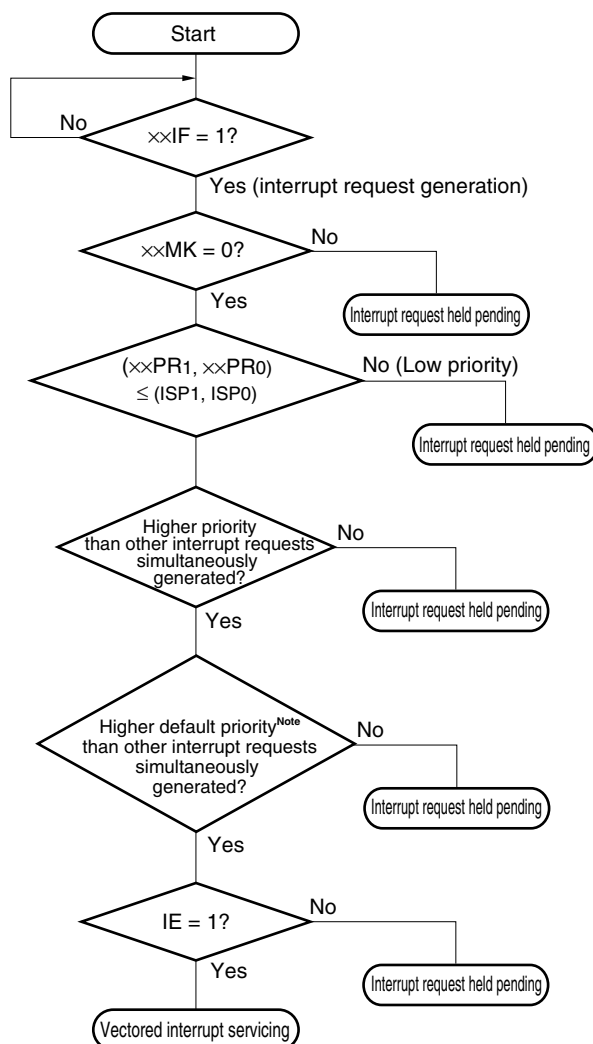 Start
No
××IF = 1?
Yes (interrupt request generation)
××MK = 0?
No
Yes
Interrupt request held pending
(××PR1, ××PR0)
≤ (ISP1, ISP0)
No (Low priority)
Interrupt request held pending
Higher priority
than other interrupt requests
simultaneously
generated?
No
Interrupt request held pending
Yes
Higher default priorityNote
than other interrupt requests
simultaneously
generated?
No
Interrupt request held pending
Yes
IE = 1?
No
Yes
Interrupt request held pending
Vectored interrupt servicing